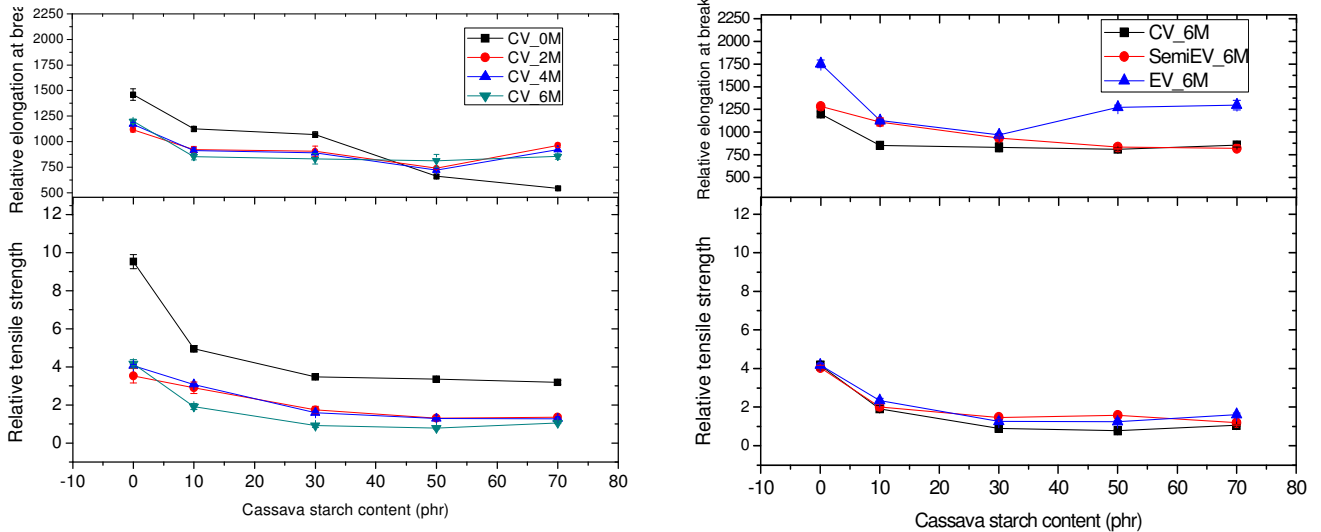 Relative elongation at break
2250
2000
1750
1500
1250
1000
750
500
CV_0M
CV_2M
CV_4M
CV_6M
Relative tensile strength
12
10
8
6
4
2
0
-10 0 10 20 30 40 50 60 70 80
Cassava starch content (phr)
Relative elongation at break
2250
2000
1750
1500
1250
1000
750
500
CV_6M
SemiEV_6M
EV_6M
Relative tensile strength
12
10
8
6
4
2
0
-10 0 10 20 30 40 50 60 70 80
Cassava starch content (phr)